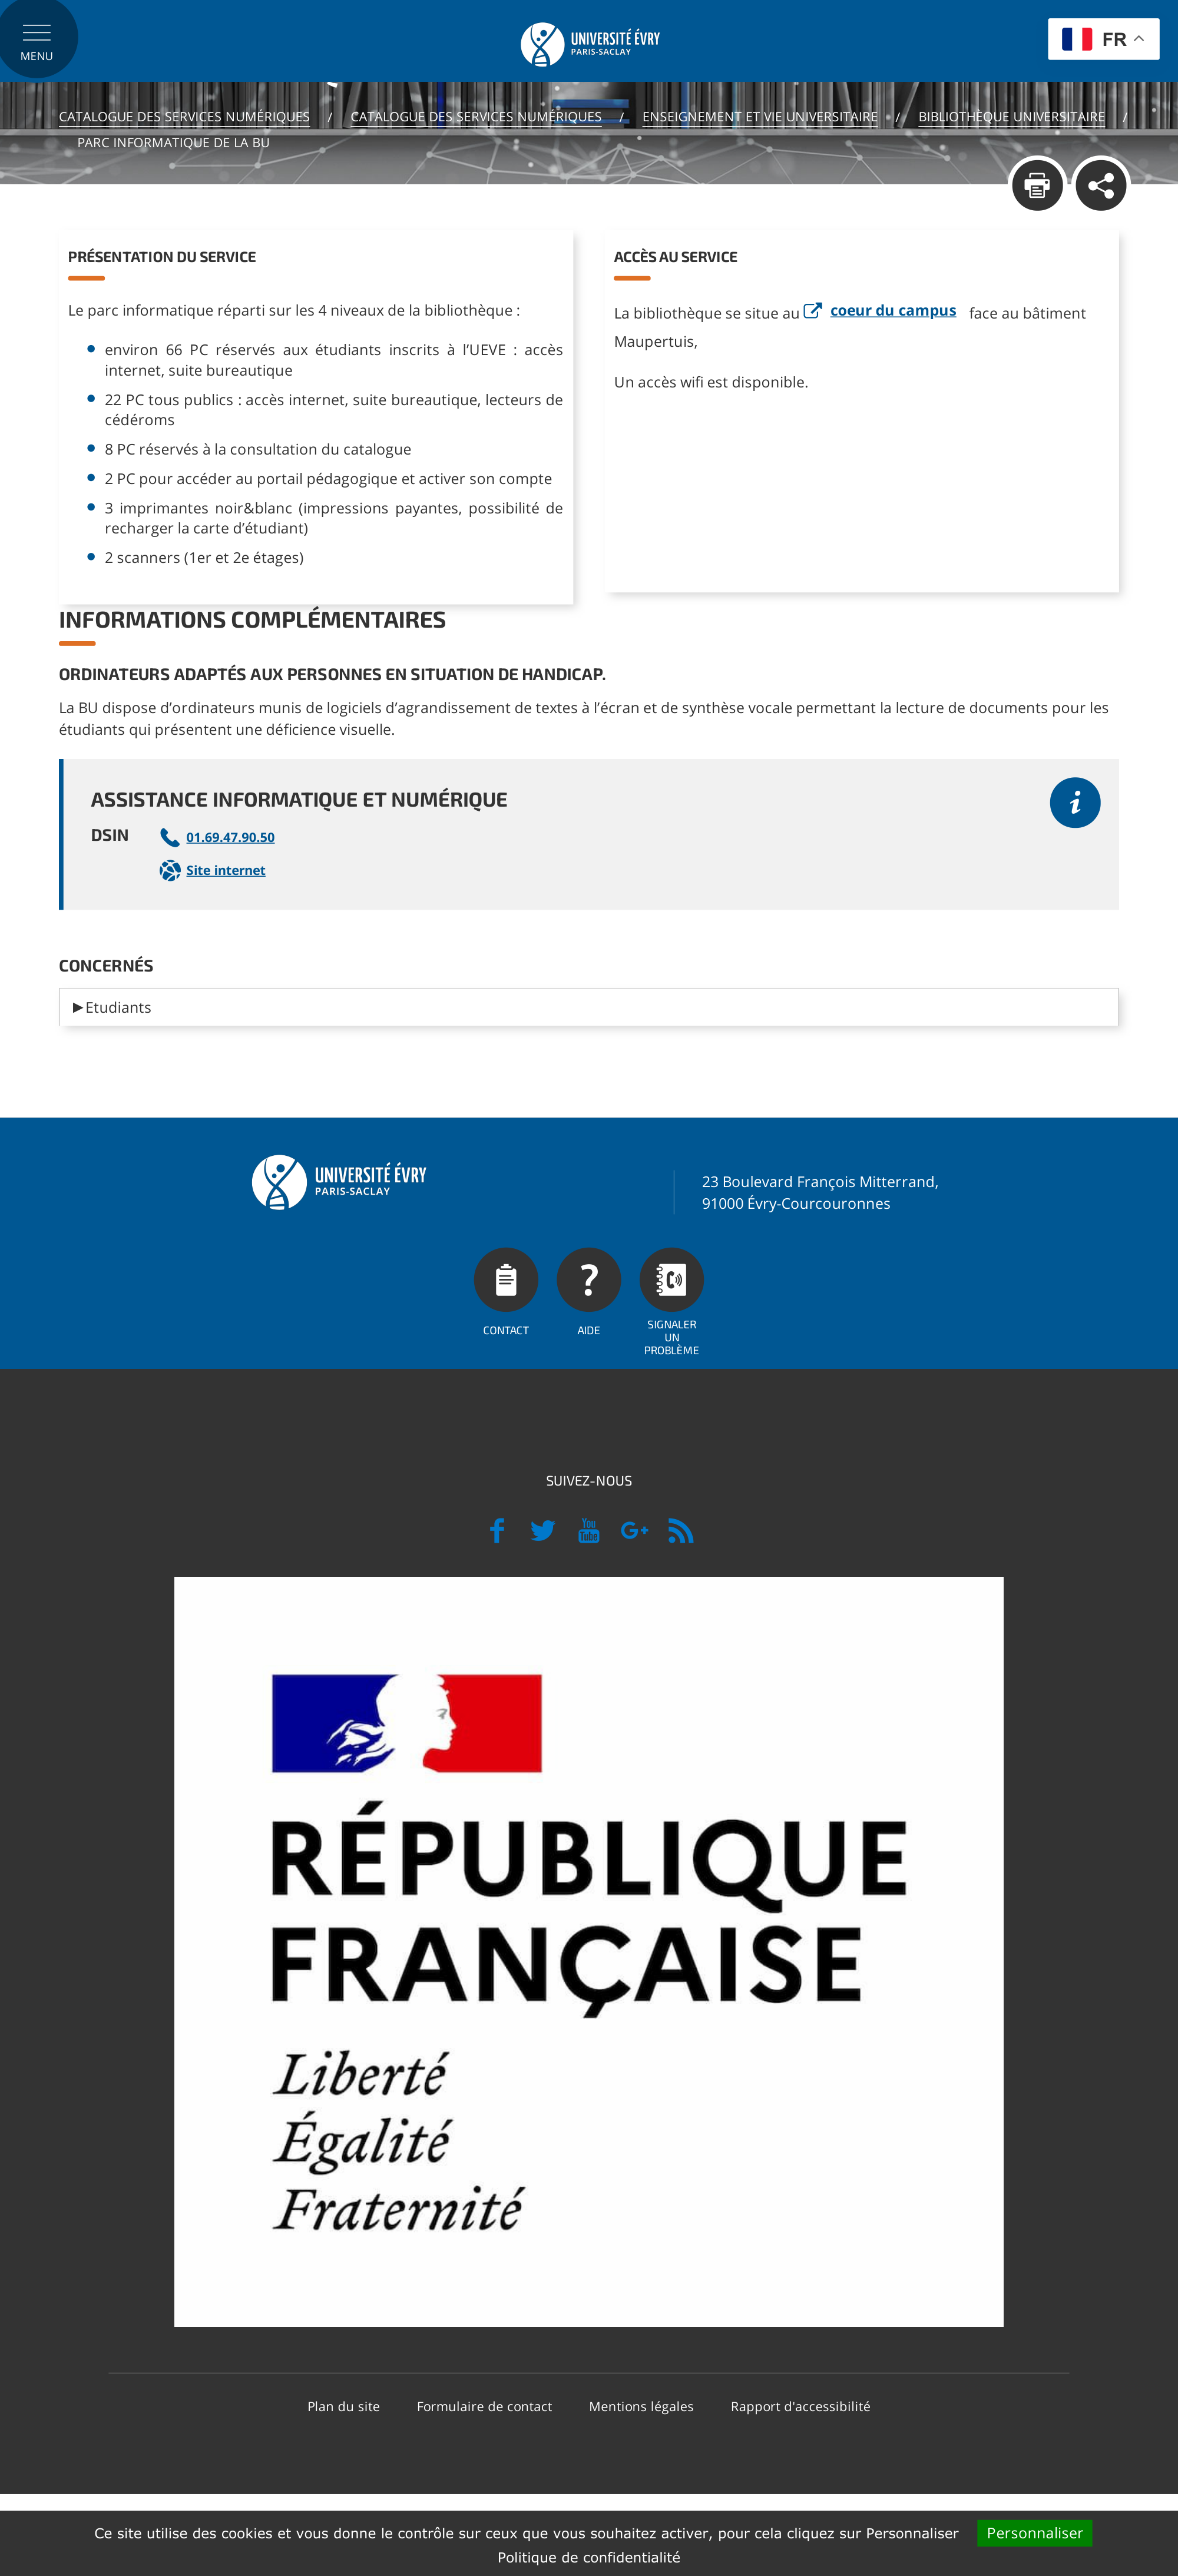 MENU
UNIVERSITÉ ÉVRY
PARIS-SACLAY
FR
CATALOGUE DES SERVICES NUMÉRIQUES / CATALOGUE DES SERVICES NUMÉRIQUES / ENSEIGNEMENT ET VIE UNIVERSITAIRE / BIBLIOTHÈQUE UNIVERSITAIRE /
PARC INFORMATIQUE DE LA BU
PRÉSENTATION DU SERVICE
Le parc informatique réparti sur les 4 niveaux de la bibliothèque :
environ 66 PC réservés aux étudiants inscrits à l’UEVE : accès
internet, suite bureautique
22 PC tous publics : accès internet, suite bureautique, lecteurs de
cédéroms
8 PC réservés à la consultation du catalogue
2 PC pour accéder au portail pédagogique et activer son compte
3 imprimantes noir&blanc (impressions payantes, possibilité de
recharger la carte d’étudiant)
2 scanners (1er et 2e étages)
ACCÈS AU SERVICE
La bibliothèque se situe au coeur du campus face au bâtiment
Maupertuis,
Un accès wifi est disponible.
INFORMATIONS COMPLÉMENTAIRES
ORDINATEURS ADAPTÉS AUX PERSONNES EN SITUATION DE HANDICAP.
La BU dispose d’ordinateurs munis de logiciels d’agrandissement de textes à l’écran et de synthèse vocale permettant la lecture de documents pour les
étudiants qui présentent une déficience visuelle.
ASSISTANCE INFORMATIQUE ET NUMÉRIQUE
DSIN
01.69.47.90.50
Site internet
CONCERNÉS
Etudiants
UNIVERSITÉ ÉVRY
PARIS-SACLAY
23 Boulevard François Mitterrand,
91000 Évry-Courcouronnes
CONTACT
AIDE
SIGNALER
UN
PROBLÈME
SUIVEZ-NOUS
You
Tube
G+
RÉPUBLIQUE
FRANÇAISE
Liberté
Égalité
Fraternité
Plan du site
Formulaire de contact
Mentions légales
Rapport d'accessibilité
Ce site utilise des cookies et vous donne le contrôle sur ceux que vous souhaitez activer, pour cela cliquez sur Personnaliser
Personnaliser
Politique de confidentialité